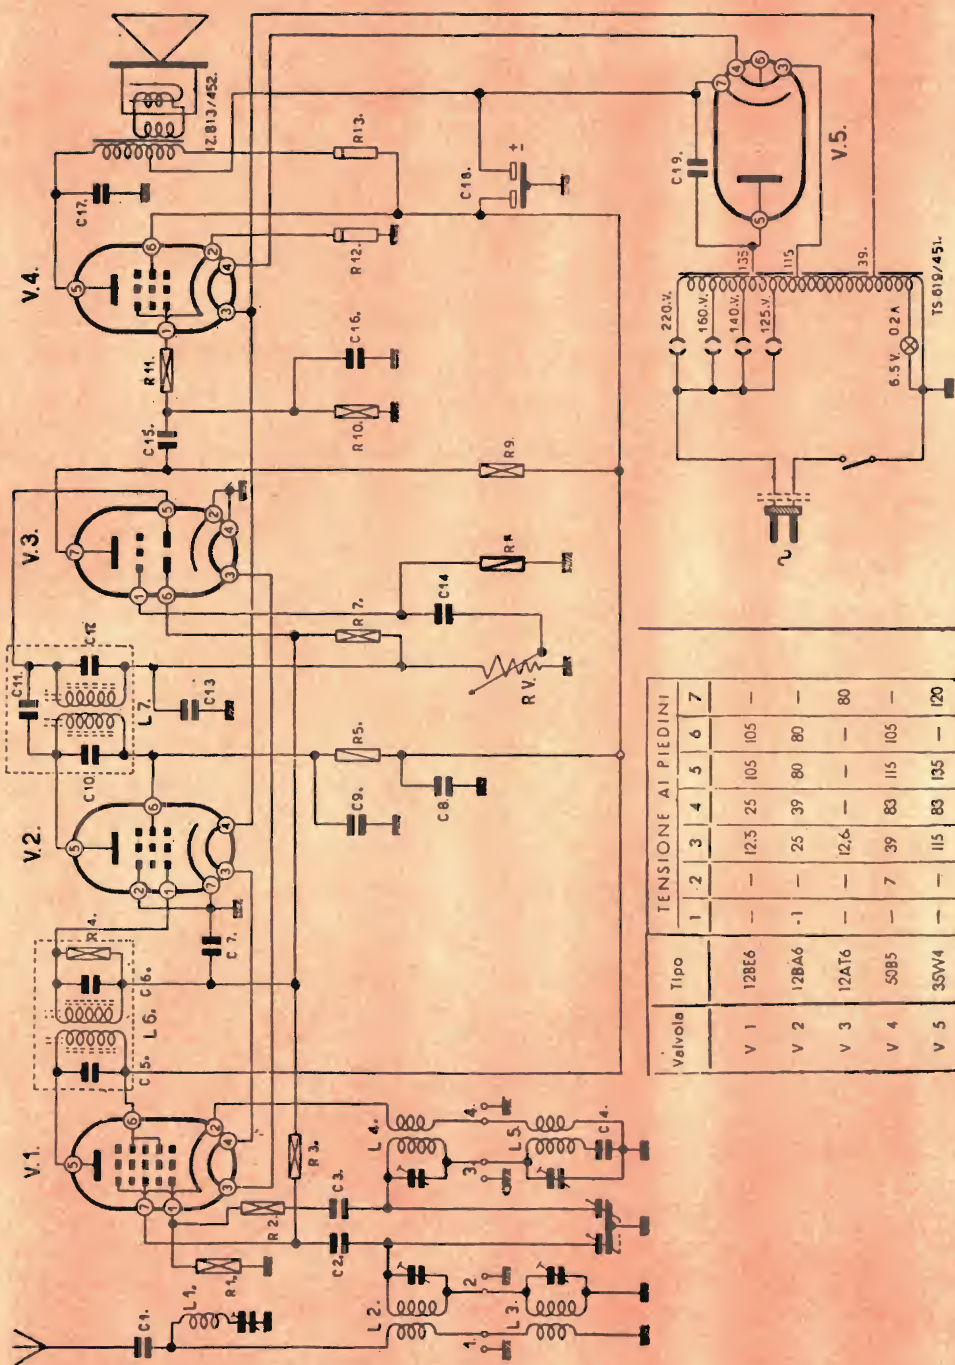 V.1.
V.2.
V.3.
V.4.
V.5.
C1.
L1.
R1.
R2.
C2.
C3.
R3.
L2.
L3.
L4.
L5.
C4.
1.
2
3.
4.
C5.
L6.
C6.
R4.
C7.
C8.
C9.
R5.
C10.
C11.
C12
L7.
C13
R7.
RV.
C14
R9.
C15.
R10.
R11.
C16.
R12.
C17.
R13.
IZ.813/452.
C18.
±
C19.
135
115
39.
220.V.
160.V.
140.V.
125.V.
6.5V. 0.2A
TS 819/451.
TENSIONE AI PIEDINI
Valvola Tipo 1 2 3 4 5 6 7
V 1 12BE6 – – 12.5 25 105 105 –
V 2 12BA6 -1 – 25 39 80 80 –
V 3 12AT6 – – 12,6 – – – 80
V 4 50B5 – 7 39 83 115 105 –
V 5 35W4 – – 115 83 135 – 120